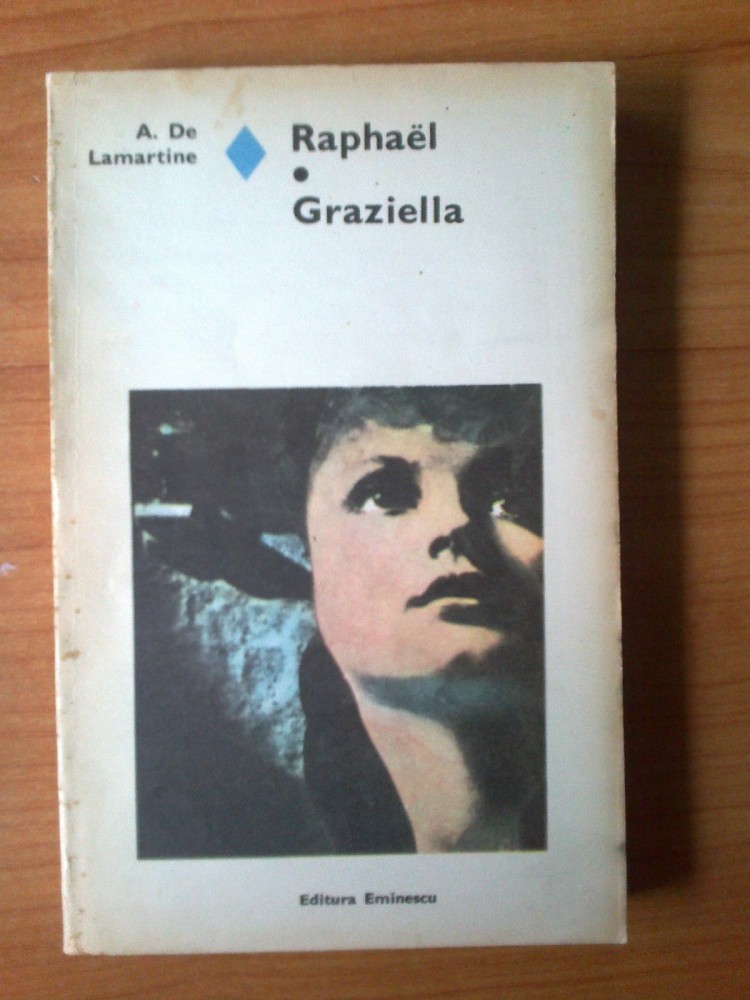 A. De
Lamartine
Raphaël
•
Graziella
Editura Eminescu